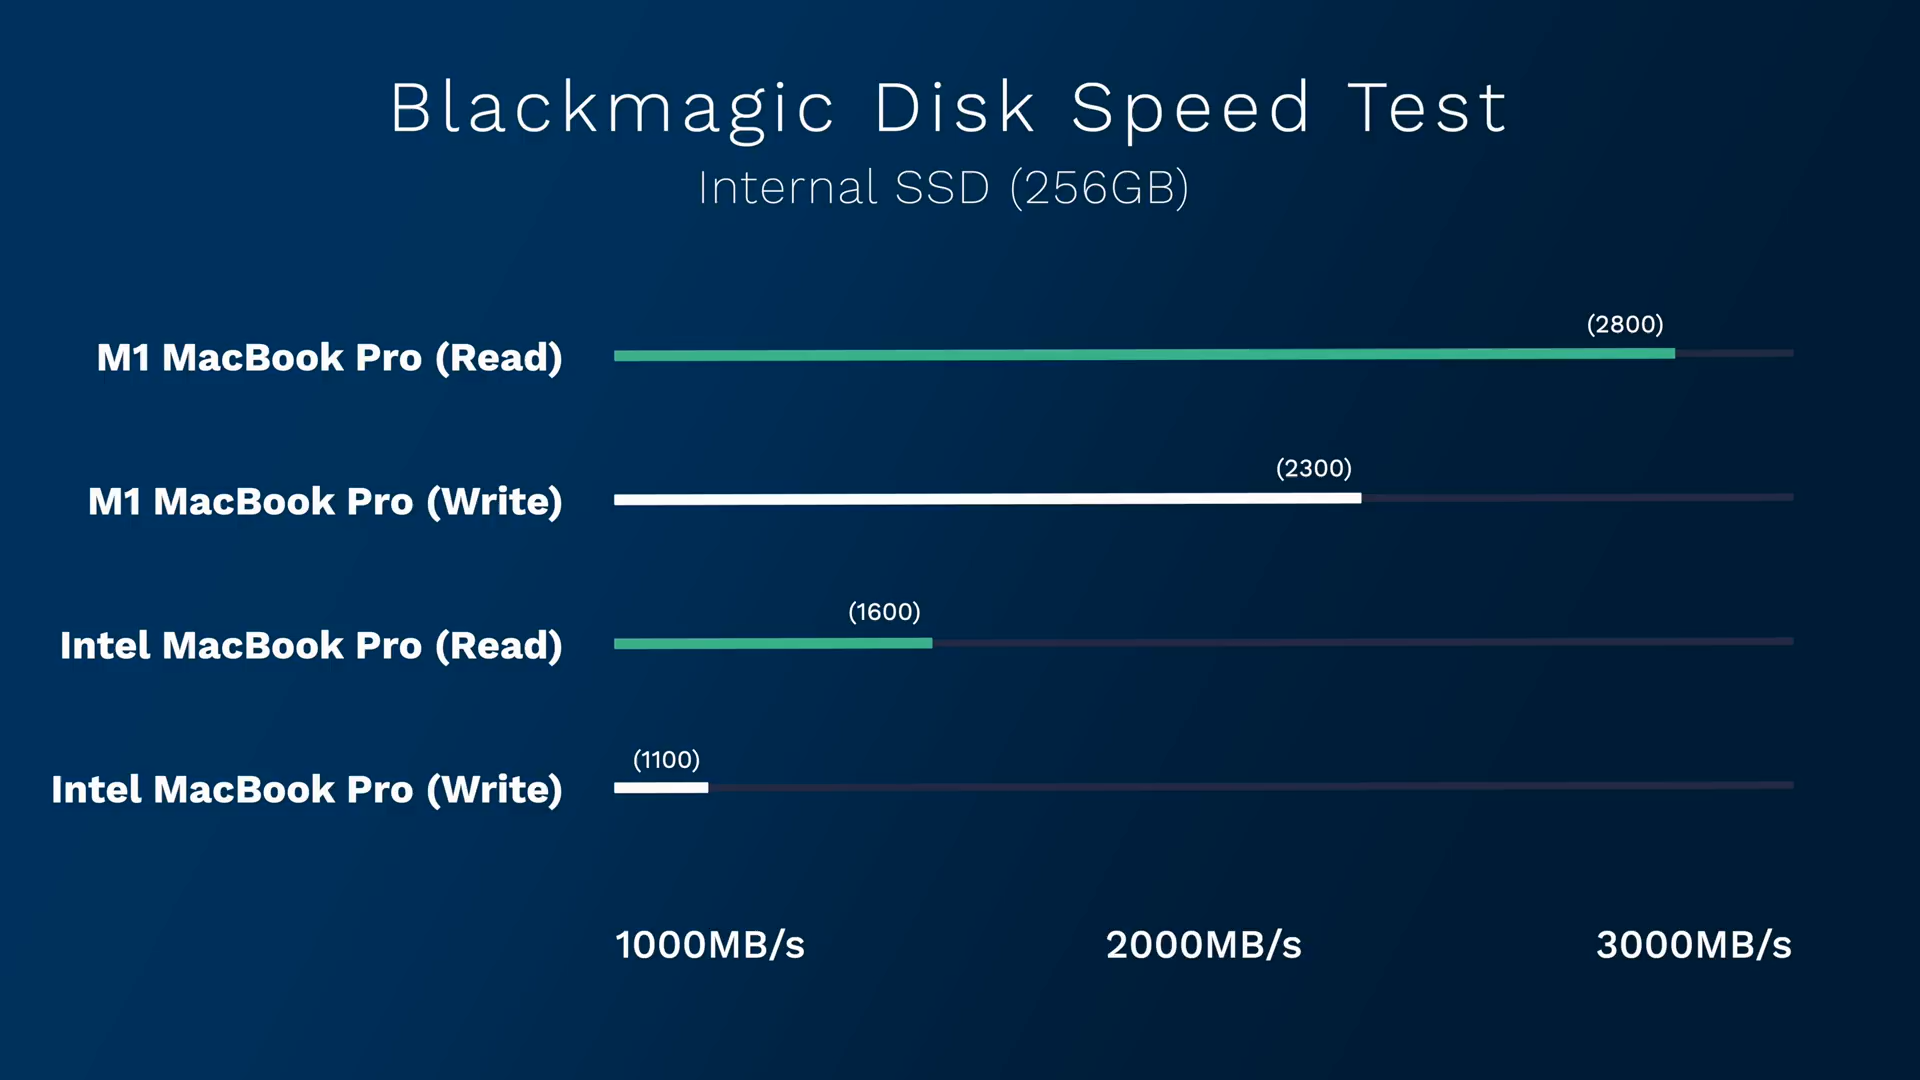 Blackmagic Disk Speed Test
Internal SSD (256GB)
(2800)
M1 MacBook Pro (Read)
(2300)
M1 MacBook Pro (Write)
(1600)
Intel MacBook Pro (Read)
(1100)
Intel MacBook Pro (Write)
1000MB/s 2000MB/s 3000MB/s